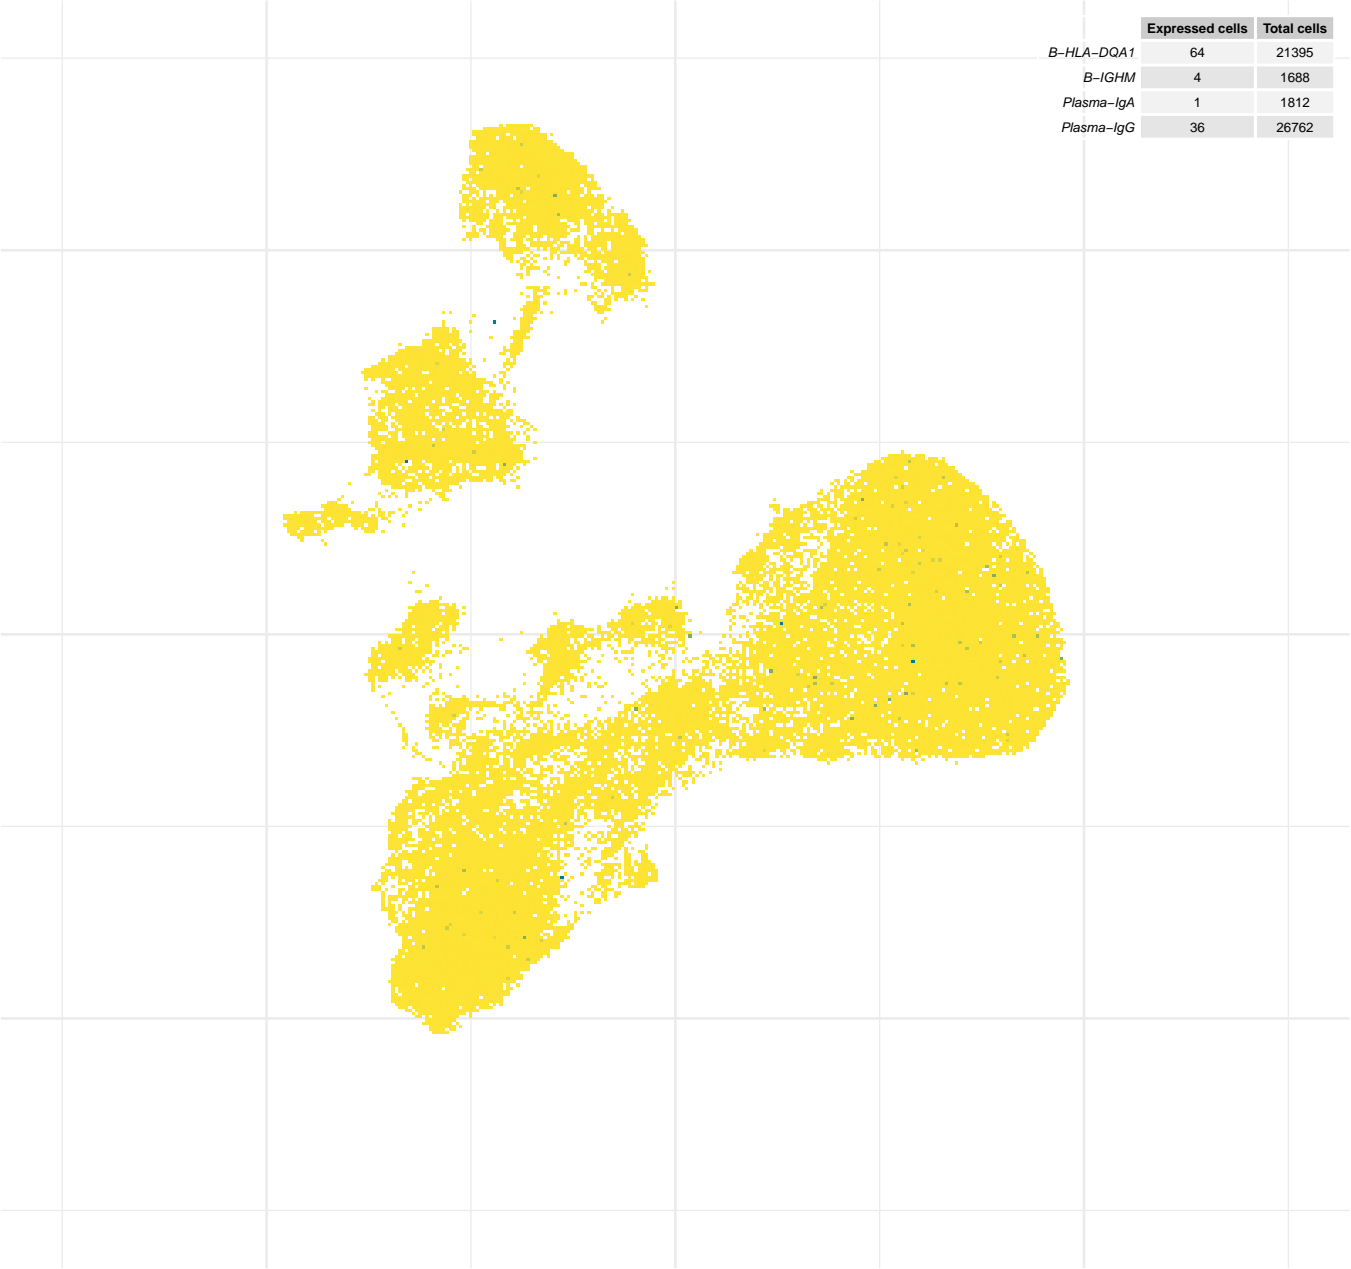 Expressed cells Total cells
B−HLA−DQA1 64 21395
B−IGHM 4 1688
Plasma−IgA 1 1812
Plasma−IgG 36 26762